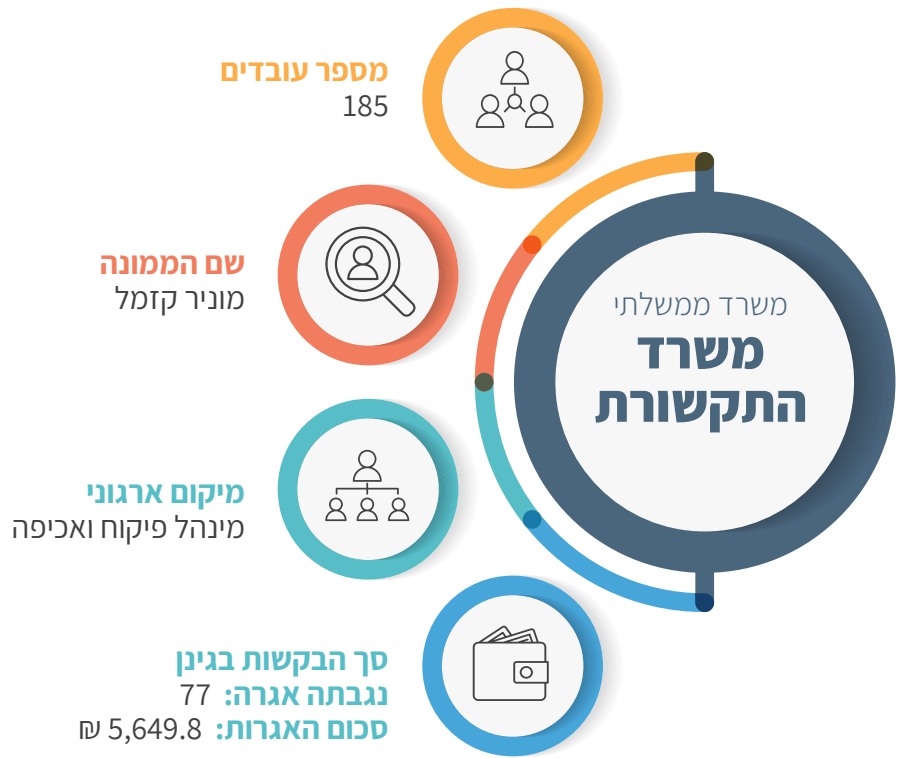 משרד ממשלתי
משרד
התקשורת
מספר עובדים
185
שם הממונה
מוניר קזמל
מיקום ארגוני
מינהל פיקוח ואכיפה
סך הבקשות בגינן
נגבתה אגרה: 77
סכום האגרות: 5,649.8 ₪